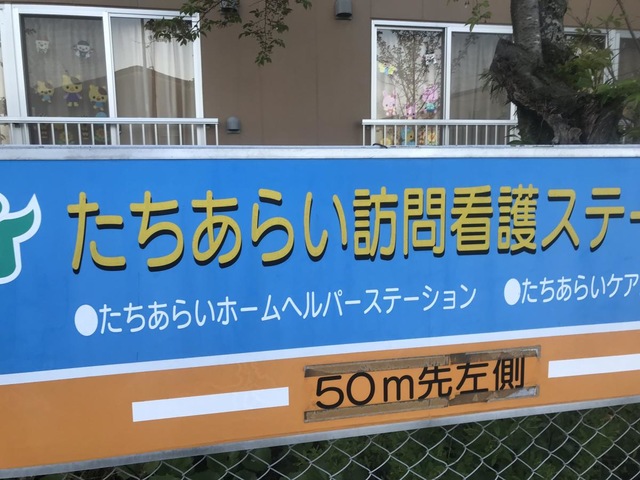 たちあらい訪問看護ステー
●たちあらいホームヘルパーステーション ●たちあらいケア
50m先左側